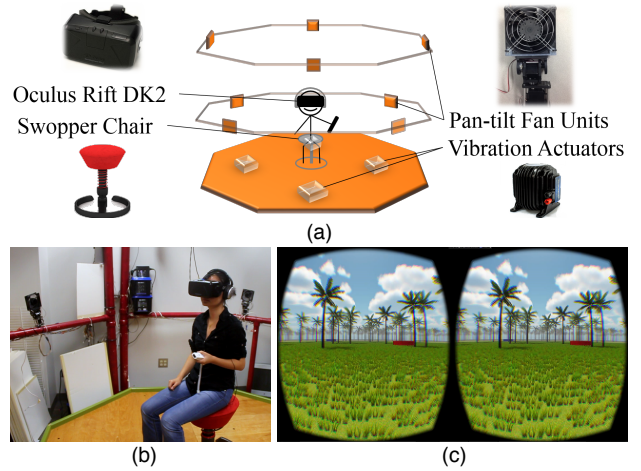 Oculus Rift DK2
Swopper Chair
Pan-tilt Fan Units
Vibration Actuators
(a)
(b)
(c)